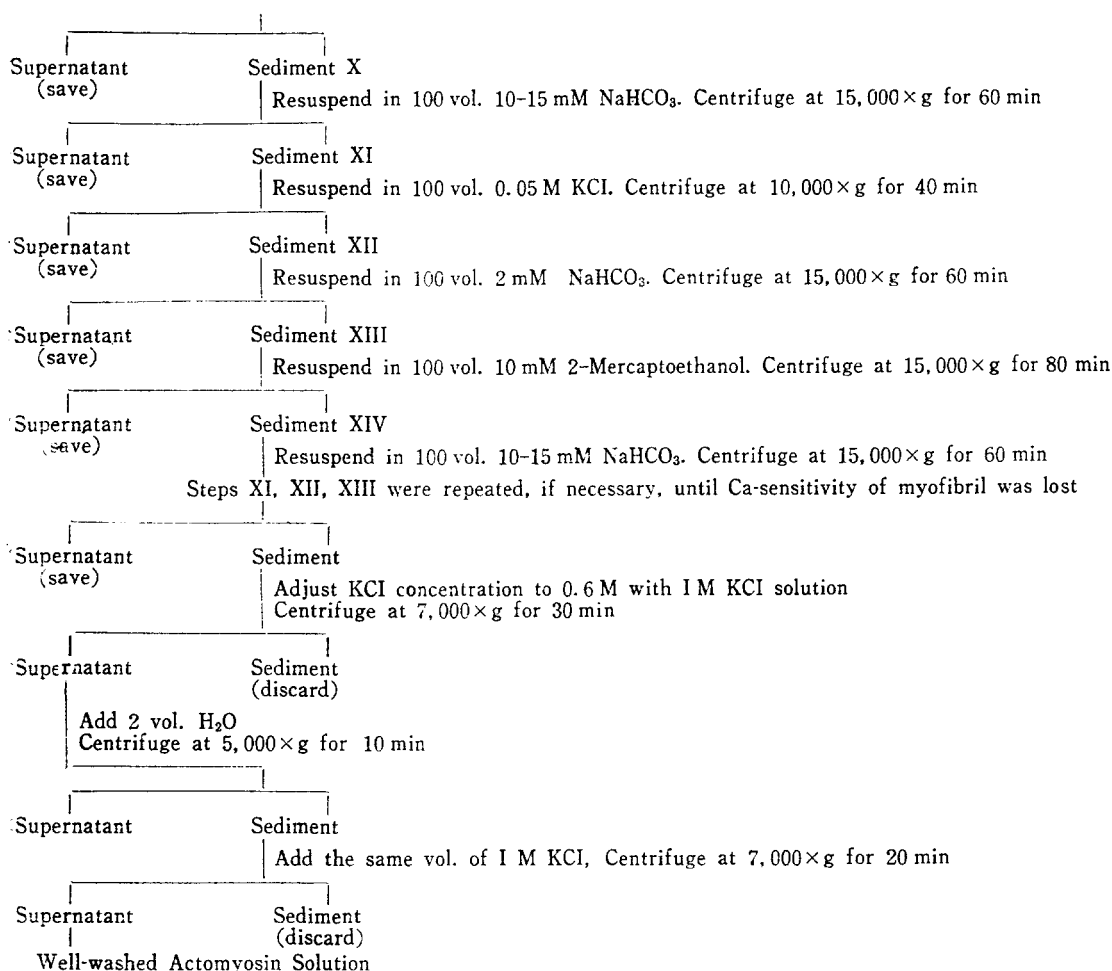 Supernatant Sediment X
(save)
Resuspend in 100 vol. 10-15 mM NaHCO₃. Centrifuge at 15,000×g for 60 min
Supernatant Sediment XI
(save)
Resuspend in 100 vol. 0.05 M KCl. Centrifuge at 10,000×g for 40 min
Supernatant Sediment XII
(save)
Resuspend in 100 vol. 2 mM NaHCO₃. Centrifuge at 15,000×g for 60 min
Supernatant Sediment XIII
(save)
Resuspend in 100 vol. 10 mM 2-Mercaptoethanol. Centrifuge at 15,000×g for 80 min
Supernatant Sediment XIV
(save)
Resuspend in 100 vol. 10-15 mM NaHCO₃. Centrifuge at 15,000×g for 60 min
Steps XI, XII, XIII were repeated, if necessary, until Ca-sensitivity of myofibril was lost
Supernatant Sediment
(save)
Adjust KCl concentration to 0.6 M with I M KCl solution
Centrifuge at 7,000×g for 30 min
Supernatant Sediment
(discard)
Add 2 vol. H₂O
Centrifuge at 5,000×g for 10 min
Supernatant Sediment
Add the same vol. of I M KCl, Centrifuge at 7,000×g for 20 min
Supernatant Sediment
(discard)
Well-washed Actomyosin Solution